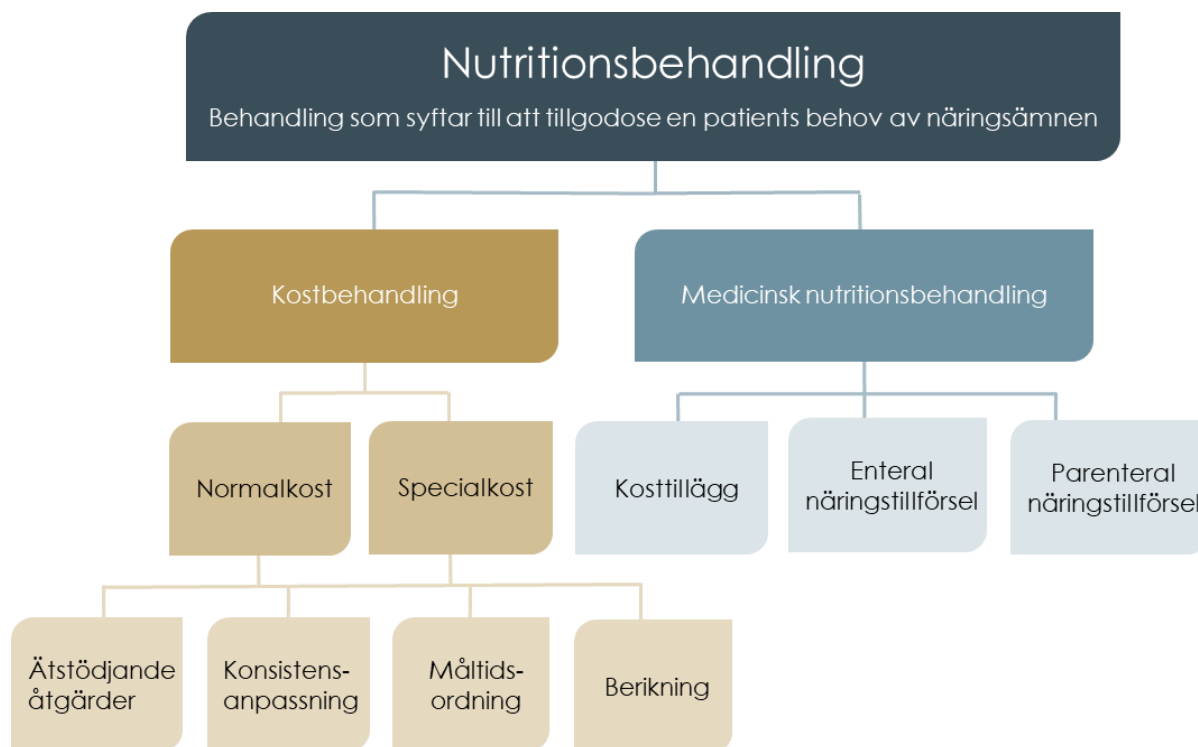 Nutritionsbehandling
Behandling som syftar till att tillgodose en patients behov av näringsämnen
Kostbehandling
Medicinsk nutritionsbehandling
Normalkost
Specialkost
Kosttillägg
Enteral
näringstillförsel
Parenteral
näringstillförsel
Ätstödjande
åtgärder
Konsistens-
anpassning
Måltids-
ordning
Berikning